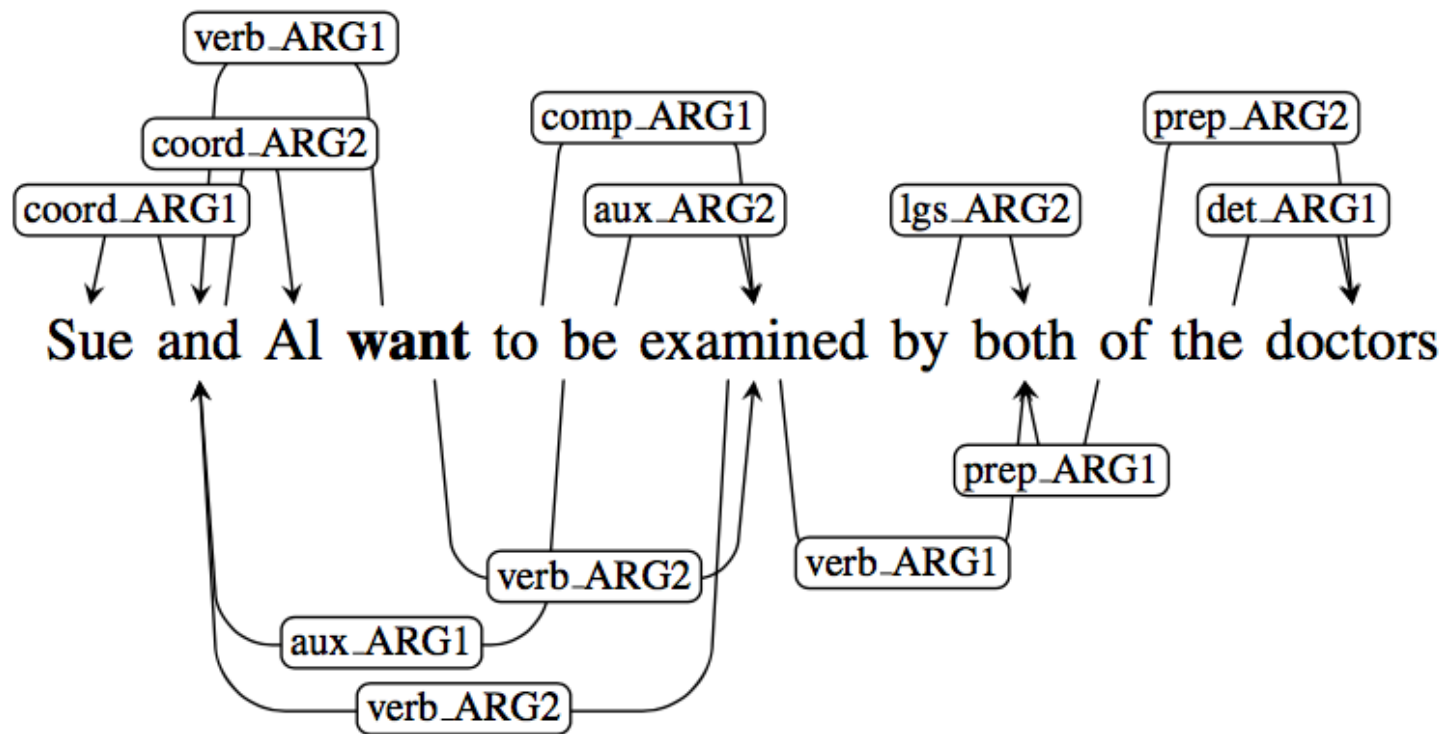 verb_ARG1
comp_ARG1 prep_ARG2
coord_ARG2
coord_ARG1 aux_ARG2 lgs_ARG2 det_ARG1
Sue and Al want to be examined by both of the doctors
prep_ARG1
verb_ARG1
verb_ARG2
aux_ARG1
verb_ARG2